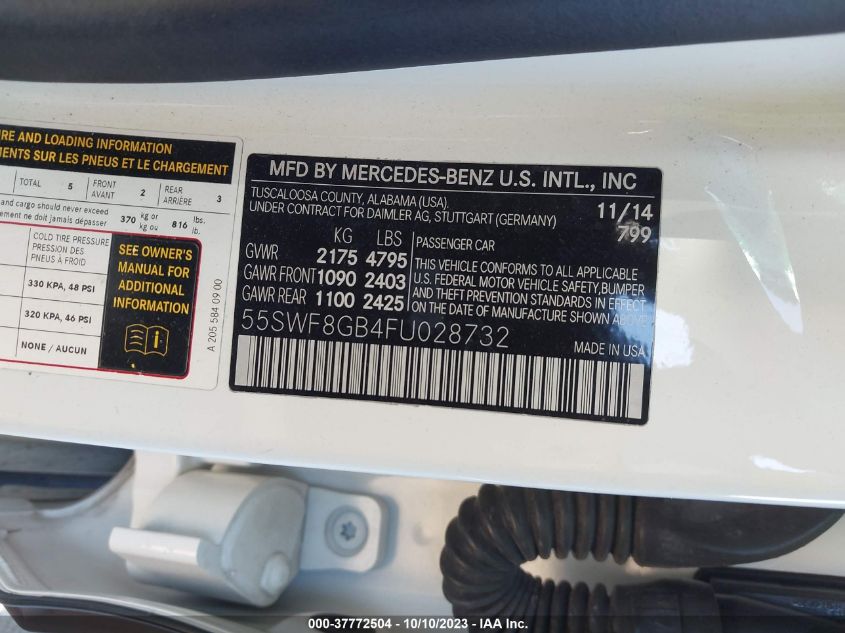 IRE AND LOADING INFORMATION
MENTS SUR LES PNEUS ET LE CHARGEMENT
TOTAL 5 FRONT AVANT 2 REAR ARRIÈRE 3
and cargo should never exceed
ement ne doit jamais dépasser 370 kg or ou 816 lbs. lb.
COLD TIRE PRESSURE
PRESSION DES
PNEUS À FROID
330 KPA, 48 PSI
320 KPA, 46 PSI
NONE / AUCUN
SEE OWNER'S
MANUAL FOR
ADDITIONAL
INFORMATION
A 205 584 09 00
MFD BY MERCEDES-BENZ U.S. INTL., INC
TUSCALOOSA COUNTY, ALABAMA (USA). 11/14
UNDER CONTRACT FOR DAIMLER AG, STUTTGART (GERMANY) 799
KG LBS PASSENGER CAR
GVWR 2175 4795
GAWR FRONT 1090 2403
GAWR REAR 1100 2425
THIS VEHICLE CONFORMS TO ALL APPLICABLE
U.S. FEDERAL MOTOR VEHICLE SAFETY, BUMPER
AND THEFT PREVENTION STANDARDS IN EFFECT
ON THE DATE OF MANUFACTURE SHOWN ABOVE.
55SWF8GB4FU028732 MADE IN USA
000-37772504 - 10/10/2023 - IAA Inc.